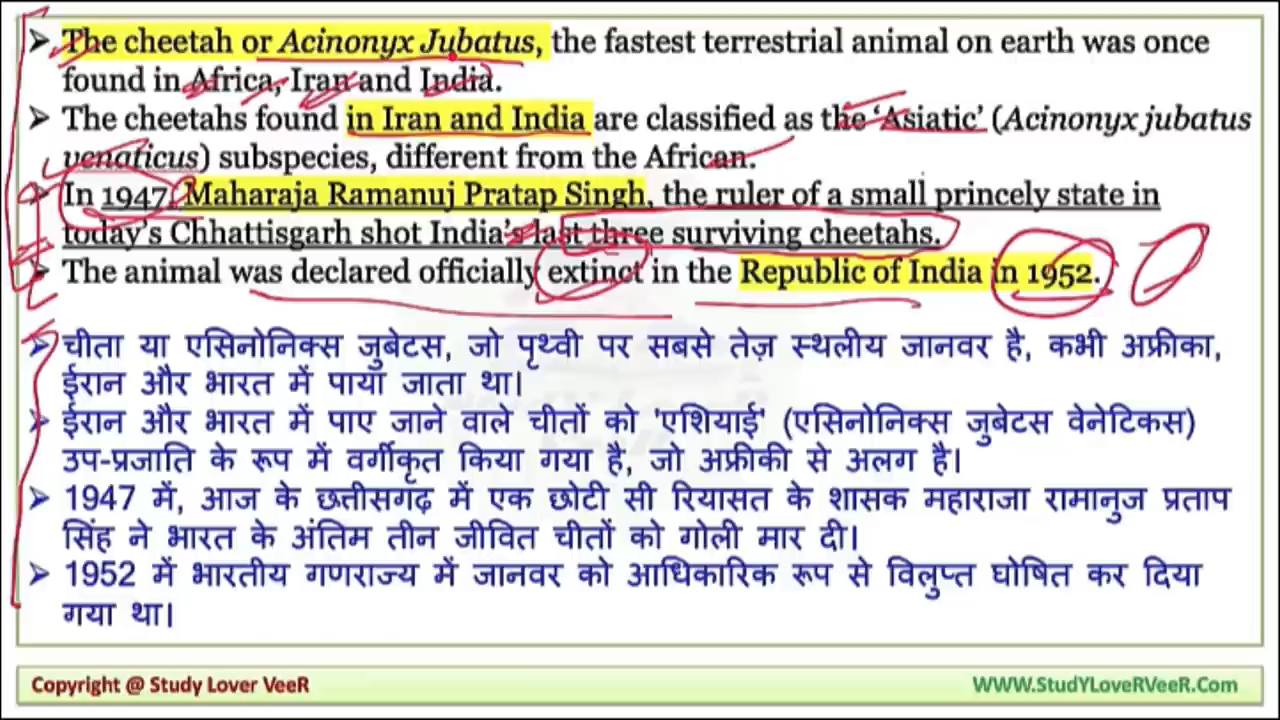 ➤ The cheetah or Acinonyx Jubatus, the fastest terrestrial animal on earth was once
found in Africa, Iran and India.
➤ The cheetahs found in Iran and India are classified as the ‘Asiatic’ (Acinonyx jubatus
venaticus) subspecies, different from the African.
➤ In 1947, Maharaja Ramanuj Pratap Singh, the ruler of a small princely state in
today’s Chhattisgarh shot India’s last three surviving cheetahs.
➤ The animal was declared officially extinct in the Republic of India in 1952.
➤ चीता या एसिनोनिक्स जुबेटस, जो पृथ्वी पर सबसे तेज़ स्थलीय जानवर है, कभी अफ्रीका,
ईरान और भारत में पाया जाता था।
➤ ईरान और भारत में पाए जाने वाले चीतों को 'एशियाई' (एसिनोनिक्स जुबेटस वेनेटिकस)
उप-प्रजाति के रूप में वर्गीकृत किया गया है, जो अफ्रीकी से अलग है।
➤ 1947 में, आज के छत्तीसगढ़ में एक छोटी सी रियासत के शासक महाराजा रामानुज प्रताप
सिंह ने भारत के अंतिम तीन जीवित चीतों को गोली मार दी।
➤ 1952 में भारतीय गणराज्य में जानवर को आधिकारिक रूप से विलुप्त घोषित कर दिया
गया था।
Copyright @ Study Lover VeeR
WWW.StudYLoveRVeeR.Com